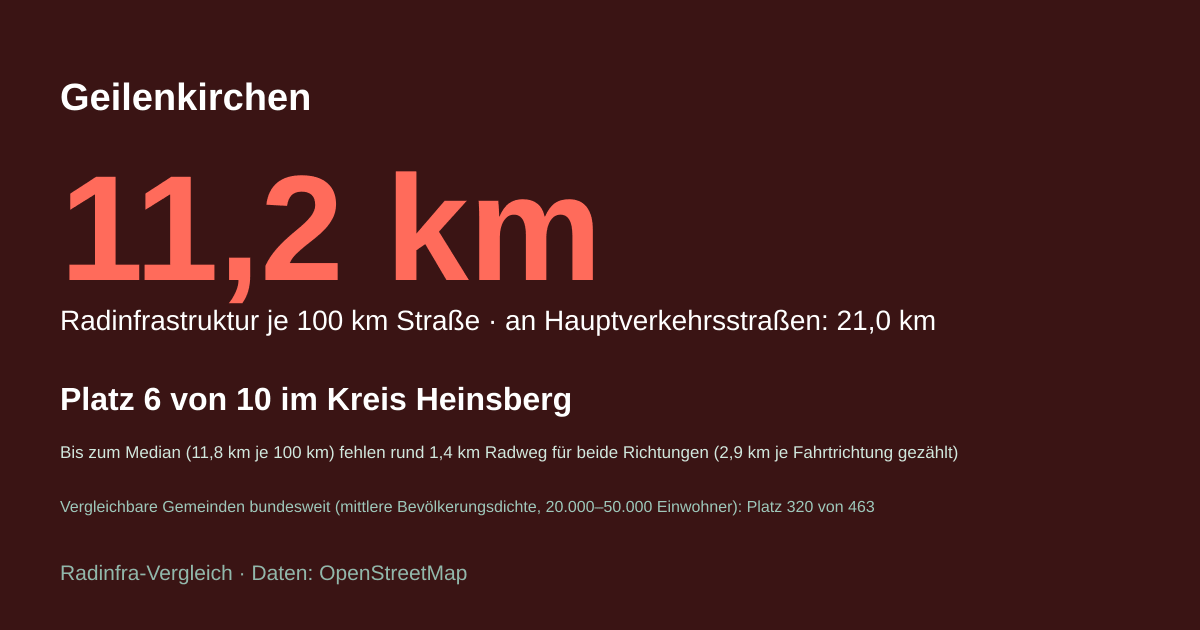 Geilenkirchen
11,2 km
Radinfrastruktur je 100 km Straße · an Hauptverkehrsstraßen: 21,0 km
Platz 6 von 10 im Kreis Heinsberg
Bis zum Median (11,8 km je 100 km) fehlen rund 1,4 km Radweg für beide Richtungen (2,9 km je Fahrtrichtung gezählt)
Vergleichbare Gemeinden bundesweit (mittlere Bevölkerungsdichte, 20.000–50.000 Einwohner): Platz 320 von 463
Radinfra-Vergleich · Daten: OpenStreetMap